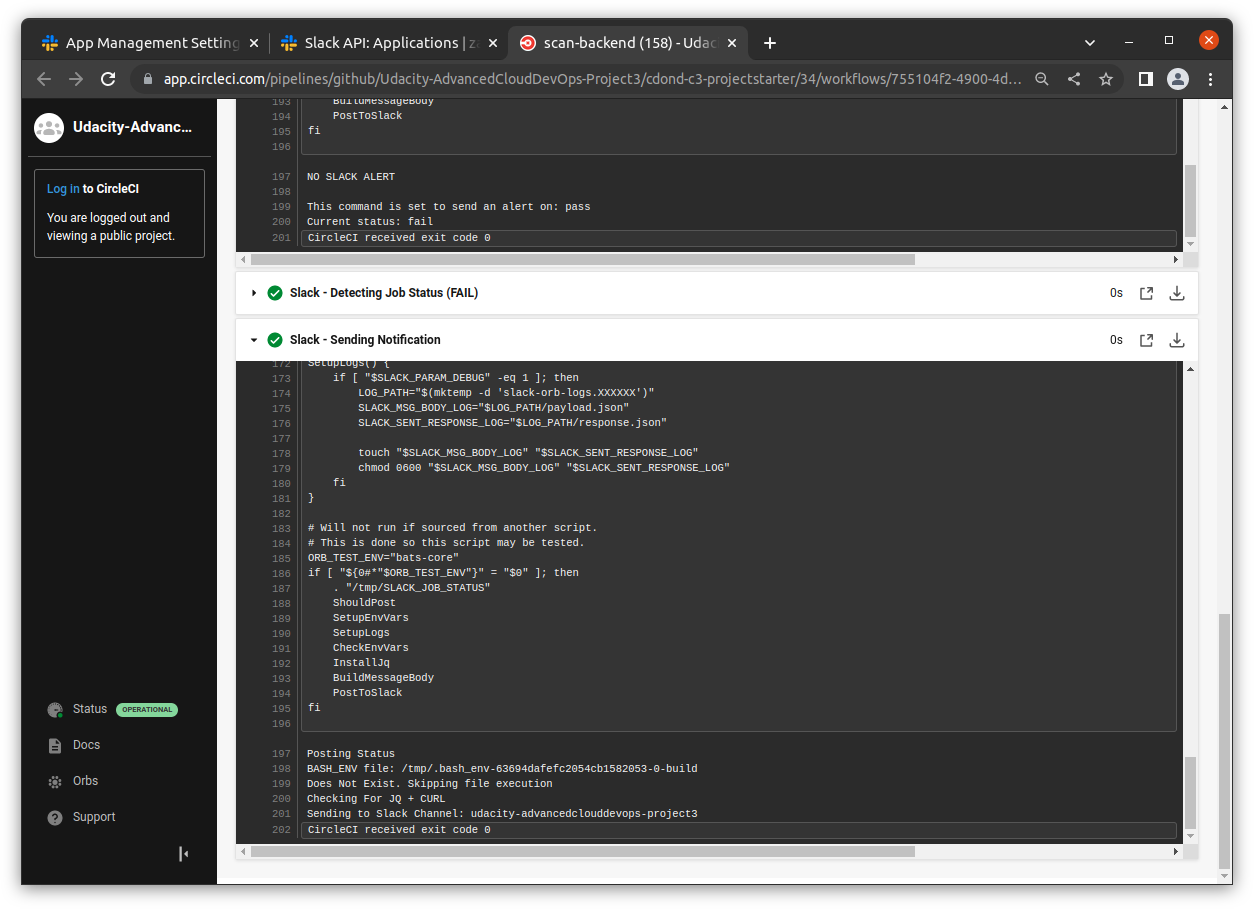 App Management Setting
Slack API: Applications | za
scan-backend (158) - Udac
app.circleci.com/pipelines/github/Udacity-AdvancedCloudDevOps-Project3/cdond-c3-projectstarter/34/workflows/755104f2-4900-4d...
Udacity-Advanc...
Log in to CircleCI
You are logged out and
viewing a public project.
Status OPERATIONAL
Docs
Orbs
Support
193 BuildMessageBody
194 PostToSlack
195 fi
196
197 NO SLACK ALERT
198
199 This command is set to send an alert on: pass
200 Current status: fail
201 CircleCI received exit code 0
Slack - Detecting Job Status (FAIL) 0s
Slack - Sending Notification 0s
172 SetupLogs() {
173 if [ "$SLACK_PARAM_DEBUG" -eq 1 ]; then
174 LOG_PATH="$(mktemp -d 'slack-orb-logs.XXXXXX')"
175 SLACK_MSG_BODY_LOG="$LOG_PATH/payload.json"
176 SLACK_SENT_RESPONSE_LOG="$LOG_PATH/response.json"
177
178 touch "$SLACK_MSG_BODY_LOG" "$SLACK_SENT_RESPONSE_LOG"
179 chmod 0600 "$SLACK_MSG_BODY_LOG" "$SLACK_SENT_RESPONSE_LOG"
180 fi
181 }
182
183 # Will not run if sourced from another script.
184 # This is done so this script may be tested.
185 ORB_TEST_ENV="bats-core"
186 if [ "${0#*"$ORB_TEST_ENV"}" = "$0" ]; then
187 . "/tmp/SLACK_JOB_STATUS"
188 ShouldPost
189 SetupEnvVars
190 SetupLogs
191 CheckEnvVars
192 InstallJq
193 BuildMessageBody
194 PostToSlack
195 fi
196
197 Posting Status
198 BASH_ENV file: /tmp/.bash_env-63694dafefc2054cb1582053-0-build
199 Does Not Exist. Skipping file execution
200 Checking For JQ + CURL
201 Sending to Slack Channel: udacity-advancedclouddevops-project3
202 CircleCI received exit code 0